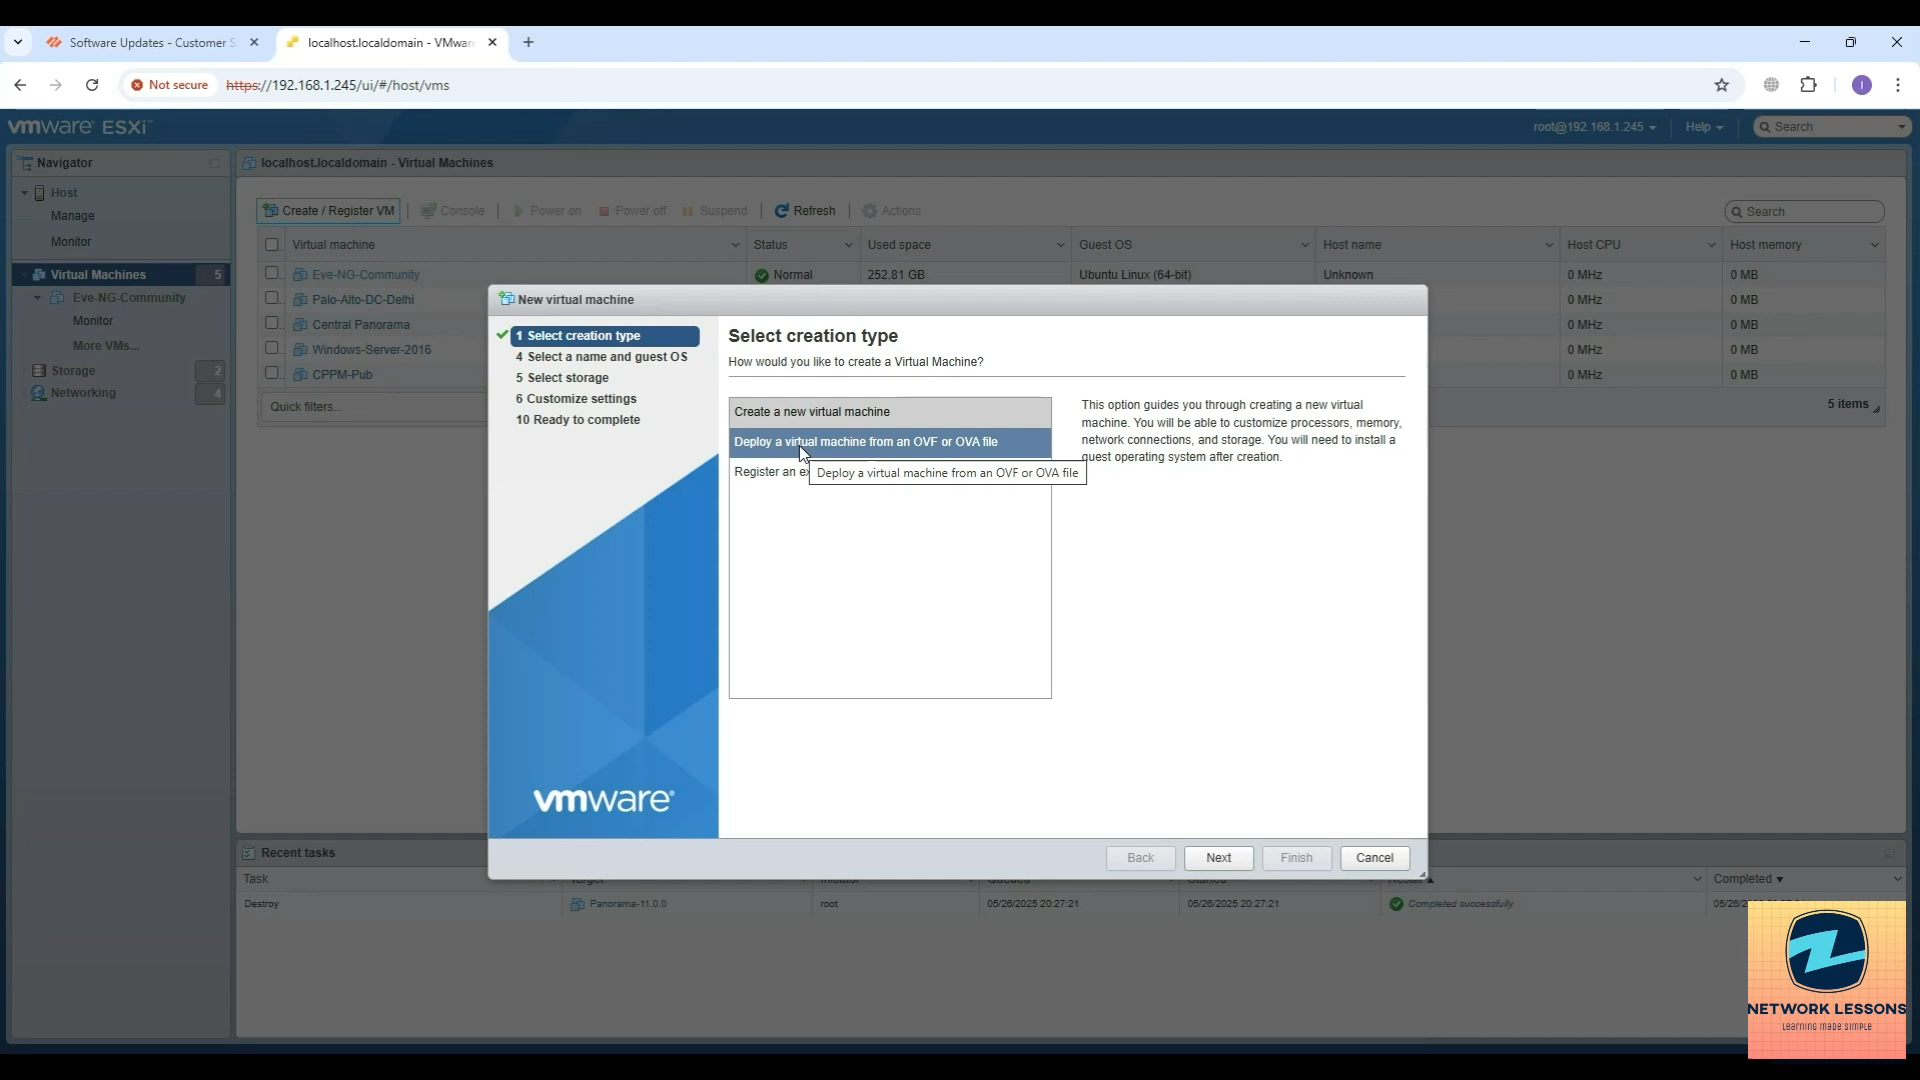 Software Updates - Customer S
localhost.localdomain - VMwar
Not secure
https://192.168.1.245/ui/#/host/vms
I
vmware ESXi
root@192.168.1.245
Help
Search
Navigator
localhost.localdomain - Virtual Machines
Host
Manage
Monitor
Virtual Machines 5
Eve-NG-Community
Monitor
More VMs...
Storage 2
Networking 4
Create / Register VM
Console
Power on
Power off
Suspend
Refresh
Actions
Search
Virtual machine Status Used space Guest OS Host name Host CPU Host memory
Eve-NG-Community Normal 252.81 GB Ubuntu Linux (64-bit) Unknown 0 MHz 0 MB
Palo-Alto-DC-Delhi 0 MHz 0 MB
Central Panorama 0 MHz 0 MB
Windows-Server-2016 0 MHz 0 MB
CPPM-Pub 0 MHz 0 MB
Quick filters...
5 items
New virtual machine
1 Select creation type
4 Select a name and guest OS
5 Select storage
6 Customize settings
10 Ready to complete
vmware
Select creation type
How would you like to create a Virtual Machine?
Create a new virtual machine
Deploy a virtual machine from an OVF or OVA file
Register an
Deploy a virtual machine from an OVF or OVA file
This option guides you through creating a new virtual
machine. You will be able to customize processors, memory,
network connections, and storage. You will need to install a
guest operating system after creation.
Back
Next
Finish
Cancel
Recent tasks
Task Target Initiator Queued Started Result Completed
Destroy Panorama-11.0.0 root 05/26/2025 20:27:21 05/26/2025 20:27:21 Completed successfully
NETWORK LESSONS
Learning made simple